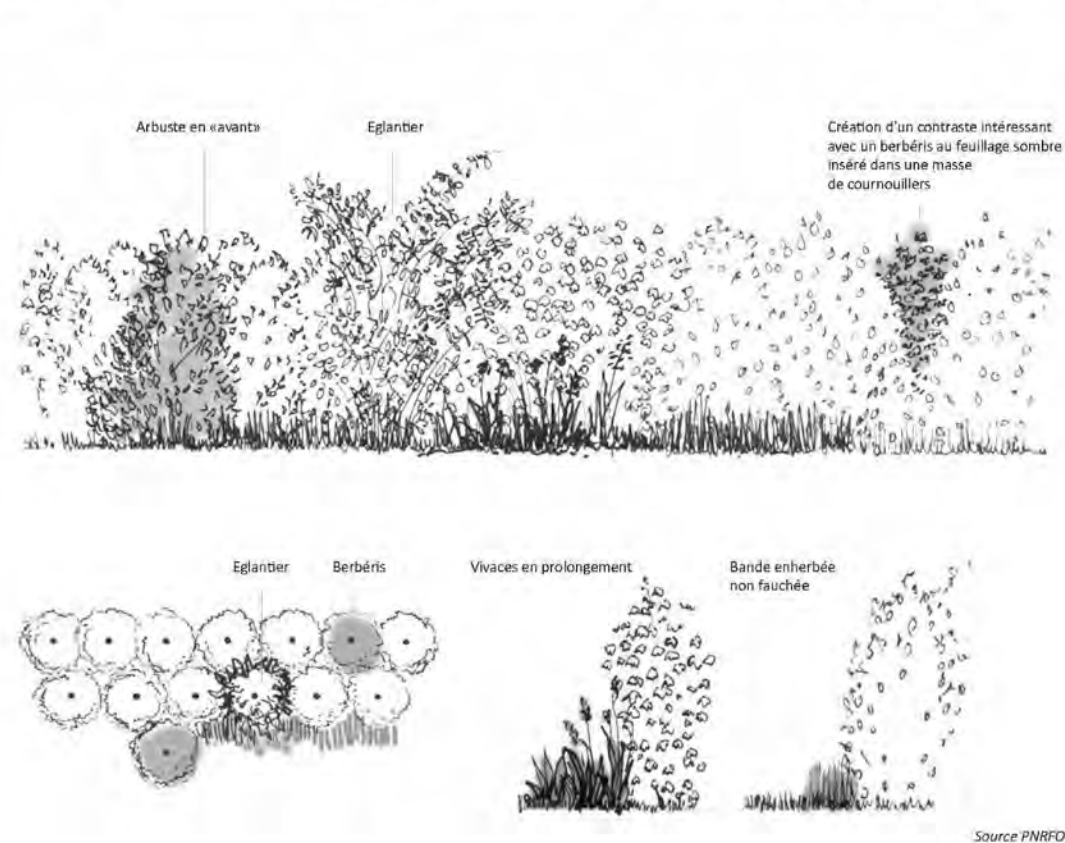 Arbuste en «avant»
Eglantier
Création d'un contraste intéressant
avec un berbéris au feuillage sombre
inséré dans une masse
de cournouillers
Eglantier
Berbéris
Vivaces en prolongement
Bande enherbée
non fauchée
Source PNRFO